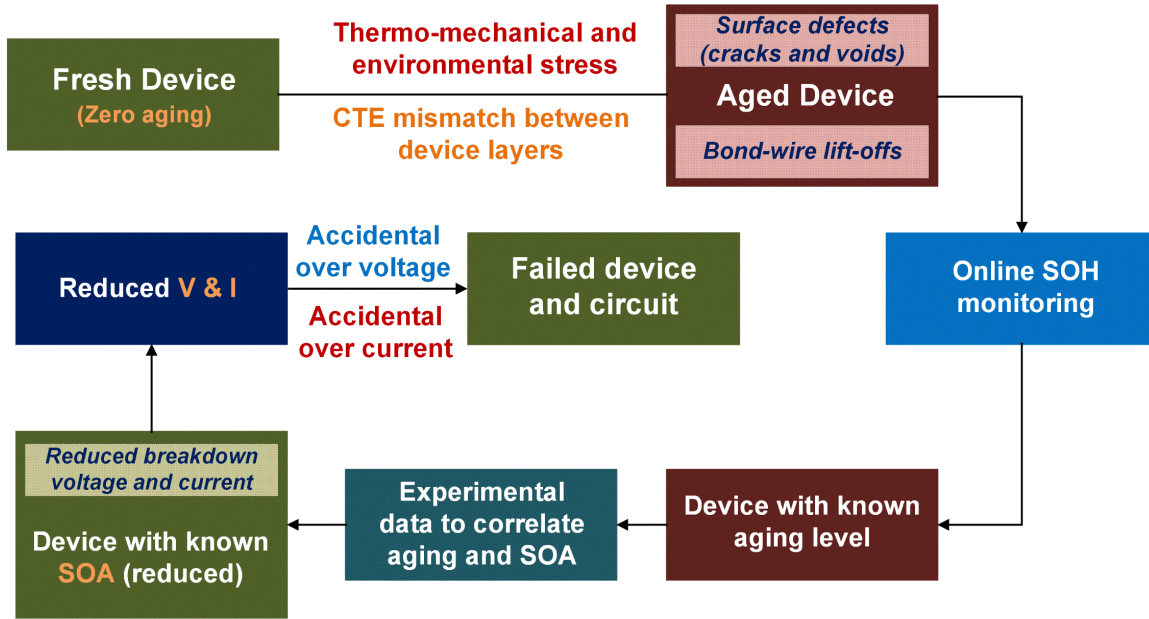 Fresh Device
(Zero aging)
Thermo-mechanical and
environmental stress
CTE mismatch between
device layers
Surface defects
(cracks and voids)
Aged Device
Bond-wire lift-offs
Reduced V & I
Accidental
over voltage
Accidental
over current
Failed device
and circuit
Online SOH
monitoring
Reduced breakdown
voltage and current
Device with known
SOA (reduced)
Experimental
data to correlate
aging and SOA
Device with known
aging level